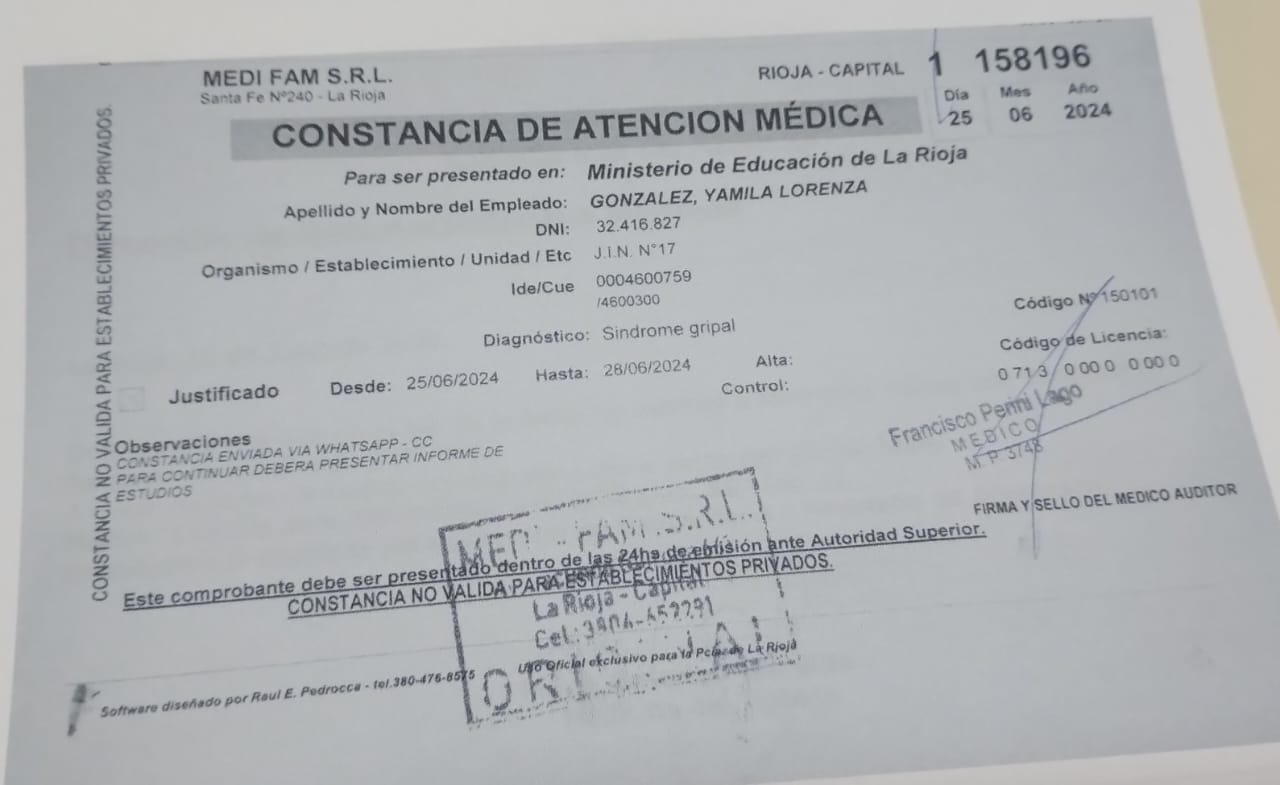 MEDI FAM S.R.L.
Santa Fe Nº240 - La Rioja
RIOJA - CAPITAL 1 158196
Día Mes Año
25 06 2024
CONSTANCIA DE ATENCION MÉDICA
Para ser presentado en: Ministerio de Educación de La Rioja
Apellido y Nombre del Empleado: GONZALEZ, YAMILA LORENZA
DNI: 32.416.827
Organismo / Establecimiento / Unidad / Etc J.I.N. N°17
Ide/Cue 0004600759
/4600300
Código Nº150101
Diagnóstico: Sindrome gripal
Código de Licencia:
0713 0000 0000
Justificado Desde: 25/06/2024 Hasta: 28/06/2024 Alta:
Control:
Francisco Perini Lago
MEDICO
M P 3748
Observaciones
CONSTANCIA ENVIADA VIA WHATSAPP - CC
PARA CONTINUAR DEBERA PRESENTAR INFORME DE
ESTUDIOS
FIRMA Y SELLO DEL MEDICO AUDITOR
MEDI - FAM S.R.L.
Este comprobante debe ser presentado dentro de las 24hs de emisión ante Autoridad Superior.
CONSTANCIA NO VALIDA PARA ESTABLECIMIENTOS PRIVADOS.
La Rioja - Capital
Cel.:
ORIGINAL
Uso Oficial exclusivo para la Pcia. de La Rioja
Software diseñado por Raul E. Pedrocca - tel.380-476-8575
CONSTANCIA NO VALIDA PARA ESTABLECIMIENTOS PRIVADOS.